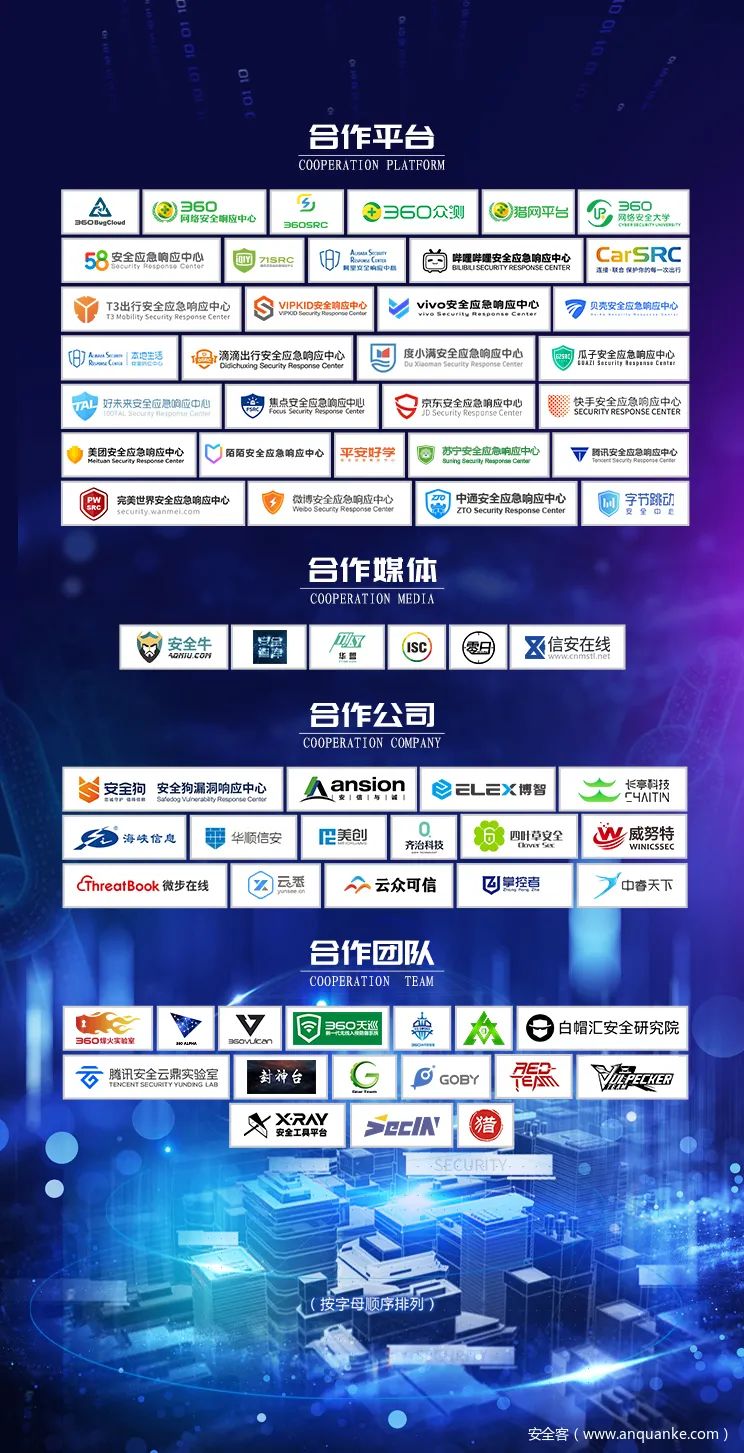 合作平台
COOPERATION PLATFORM
360BugCloud
360
网络安全响应中心
360SRC
360众测
猎网平台
360
网络安全大学
CYBER SECURITY UNIVERSITY
58 安全应急响应中心
Security Response Center
71SRC
ALIBABA SECURITY
RESPONSE CENTER
阿里安全响应中心
哔哩哔哩安全应急响应中心
BILIBILI SECURITY RESPONSE CENTER
CarSRC
连接·联合 保护你的每一次出行
T3出行安全应急响应中心
T3 Mobility Security Response Center
VIPKID安全响应中心
VIPKID Security Response Center
vivo安全应急响应中心
vivo Security Response Center
贝壳安全应急响应中心
ALIBABA SECURITY
RESPONSE CENTER
本地生活
滴滴出行安全应急响应中心
Didichuxing Security Response Center
度小满安全应急响应中心
Du Xiaoman Security Response Center
GZSRC
瓜子安全应急响应中心
GUAZI Security Response Center
TAL
好未来安全应急响应中心
100TAL Security Response Center
FSRC
焦点安全应急响应中心
Focus Security Response Center
京东安全应急响应中心
JD Security Response Center
快手安全应急响应中心
SECURITY RESPONSE CENTER
美团安全应急响应中心
Meituan Security Response Center
陌陌安全应急响应中心
平安好学
苏宁安全应急响应中心
Suning Security Response Center
腾讯安全应急响应中心
Tencent Security Response Center
PW
SRC
完美世界安全应急响应中心
security.wanmei.com
微博安全应急响应中心
Weibo Security Response Center
ZTO
中通安全应急响应中心
ZTO Security Response Center
字节跳动
安全中心
合作媒体
COOPERATION MEDIA
安全牛
AQNIU.COM
华盟
ISC
零日
信安在线
www.cnmstl.net
合作公司
COOPERATION COMPANY
安全狗
安全狗漏洞响应中心
Safedog Vulnerability Response Center
Ansion
安信与诚
ELEX博智
长亭科技
CHAITIN
海峡信息
华顺信安
美创
齐治科技
四叶草安全
Clover Sec
威努特
WINICSSEC
ThreatBook 微步在线
云悉
yunsee.cn
云众可信
掌控者
Zhang Kong Zhe
中睿天下
合作团队
COOPERATION TEAM
360烽火实验室
360 ALPHA
360vulcan
360天巡
新一代无线入侵防御系统
白帽汇安全研究院
腾讯安全云鼎实验室
TENCENT SECURITY YUNDING LAB
封神台
Gear Team
GOBY
RED-
TEAM
VULPECKER
TEAM
X-RAY
安全工具平台
SecIN
猎
SECURITY
（按字母顺序排列）
安全客（www.anquanke.com）